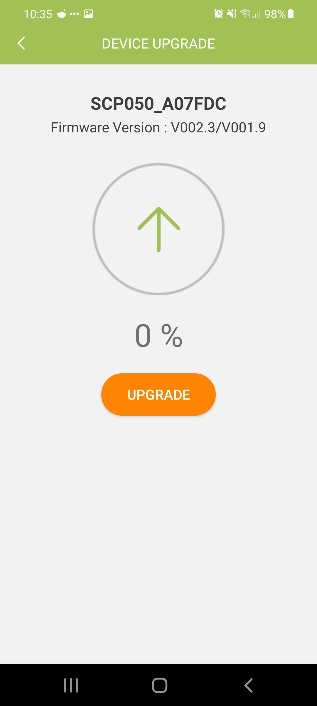 10:35
98%
DEVICE UPGRADE
SCP050_A07FDC
Firmware Version : V002.3/V001.9
0 %
UPGRADE